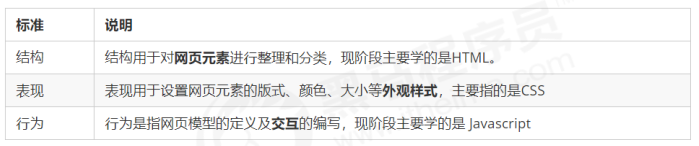 标准 说明
结构 结构用于对网页元素进行整理和分类，现阶段主要学的是HTML。
表现 表现用于设置网页元素的版式、颜色、大小等外观样式，主要指的是CSS
行为 行为是指网页模型的定义及交互的编写，现阶段主要学的是 Javascript